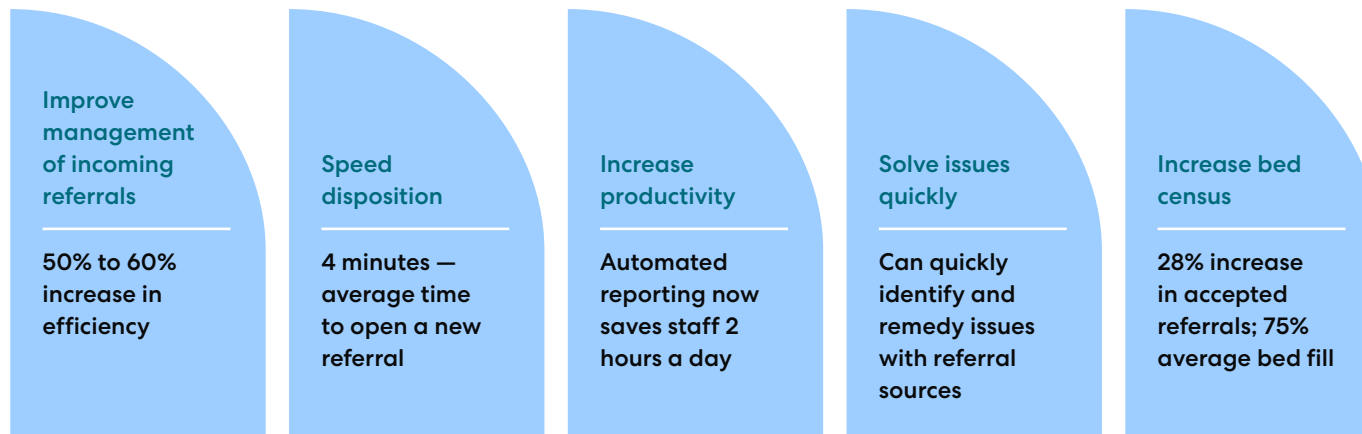 Improve
management
of incoming
referrals
50% to 60%
increase in
efficiency
Speed
disposition
4 minutes —
average time
to open a new
referral
Increase
productivity
Automated
reporting now
saves staff 2
hours a day
Solve issues
quickly
Can quickly
identify and
remedy issues
with referral
sources
Increase bed
census
28% increase
in accepted
referrals; 75%
average bed fill